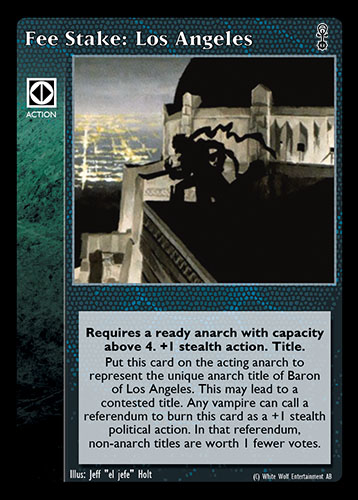 Fee Stake: Los Angeles
ACTION
Requires a ready anarch with capacity
above 4. +1 stealth action. Title.
Put this card on the acting anarch to
represent the unique anarch title of Baron
of Los Angeles. This may lead to a
contested title. Any vampire can call a
referendum to burn this card as a +1 stealth
political action. In that referendum,
non-anarch titles are worth 1 fewer votes.
Illus: Jeff "el jefe" Holt
(C) White Wolf Entertainment AB